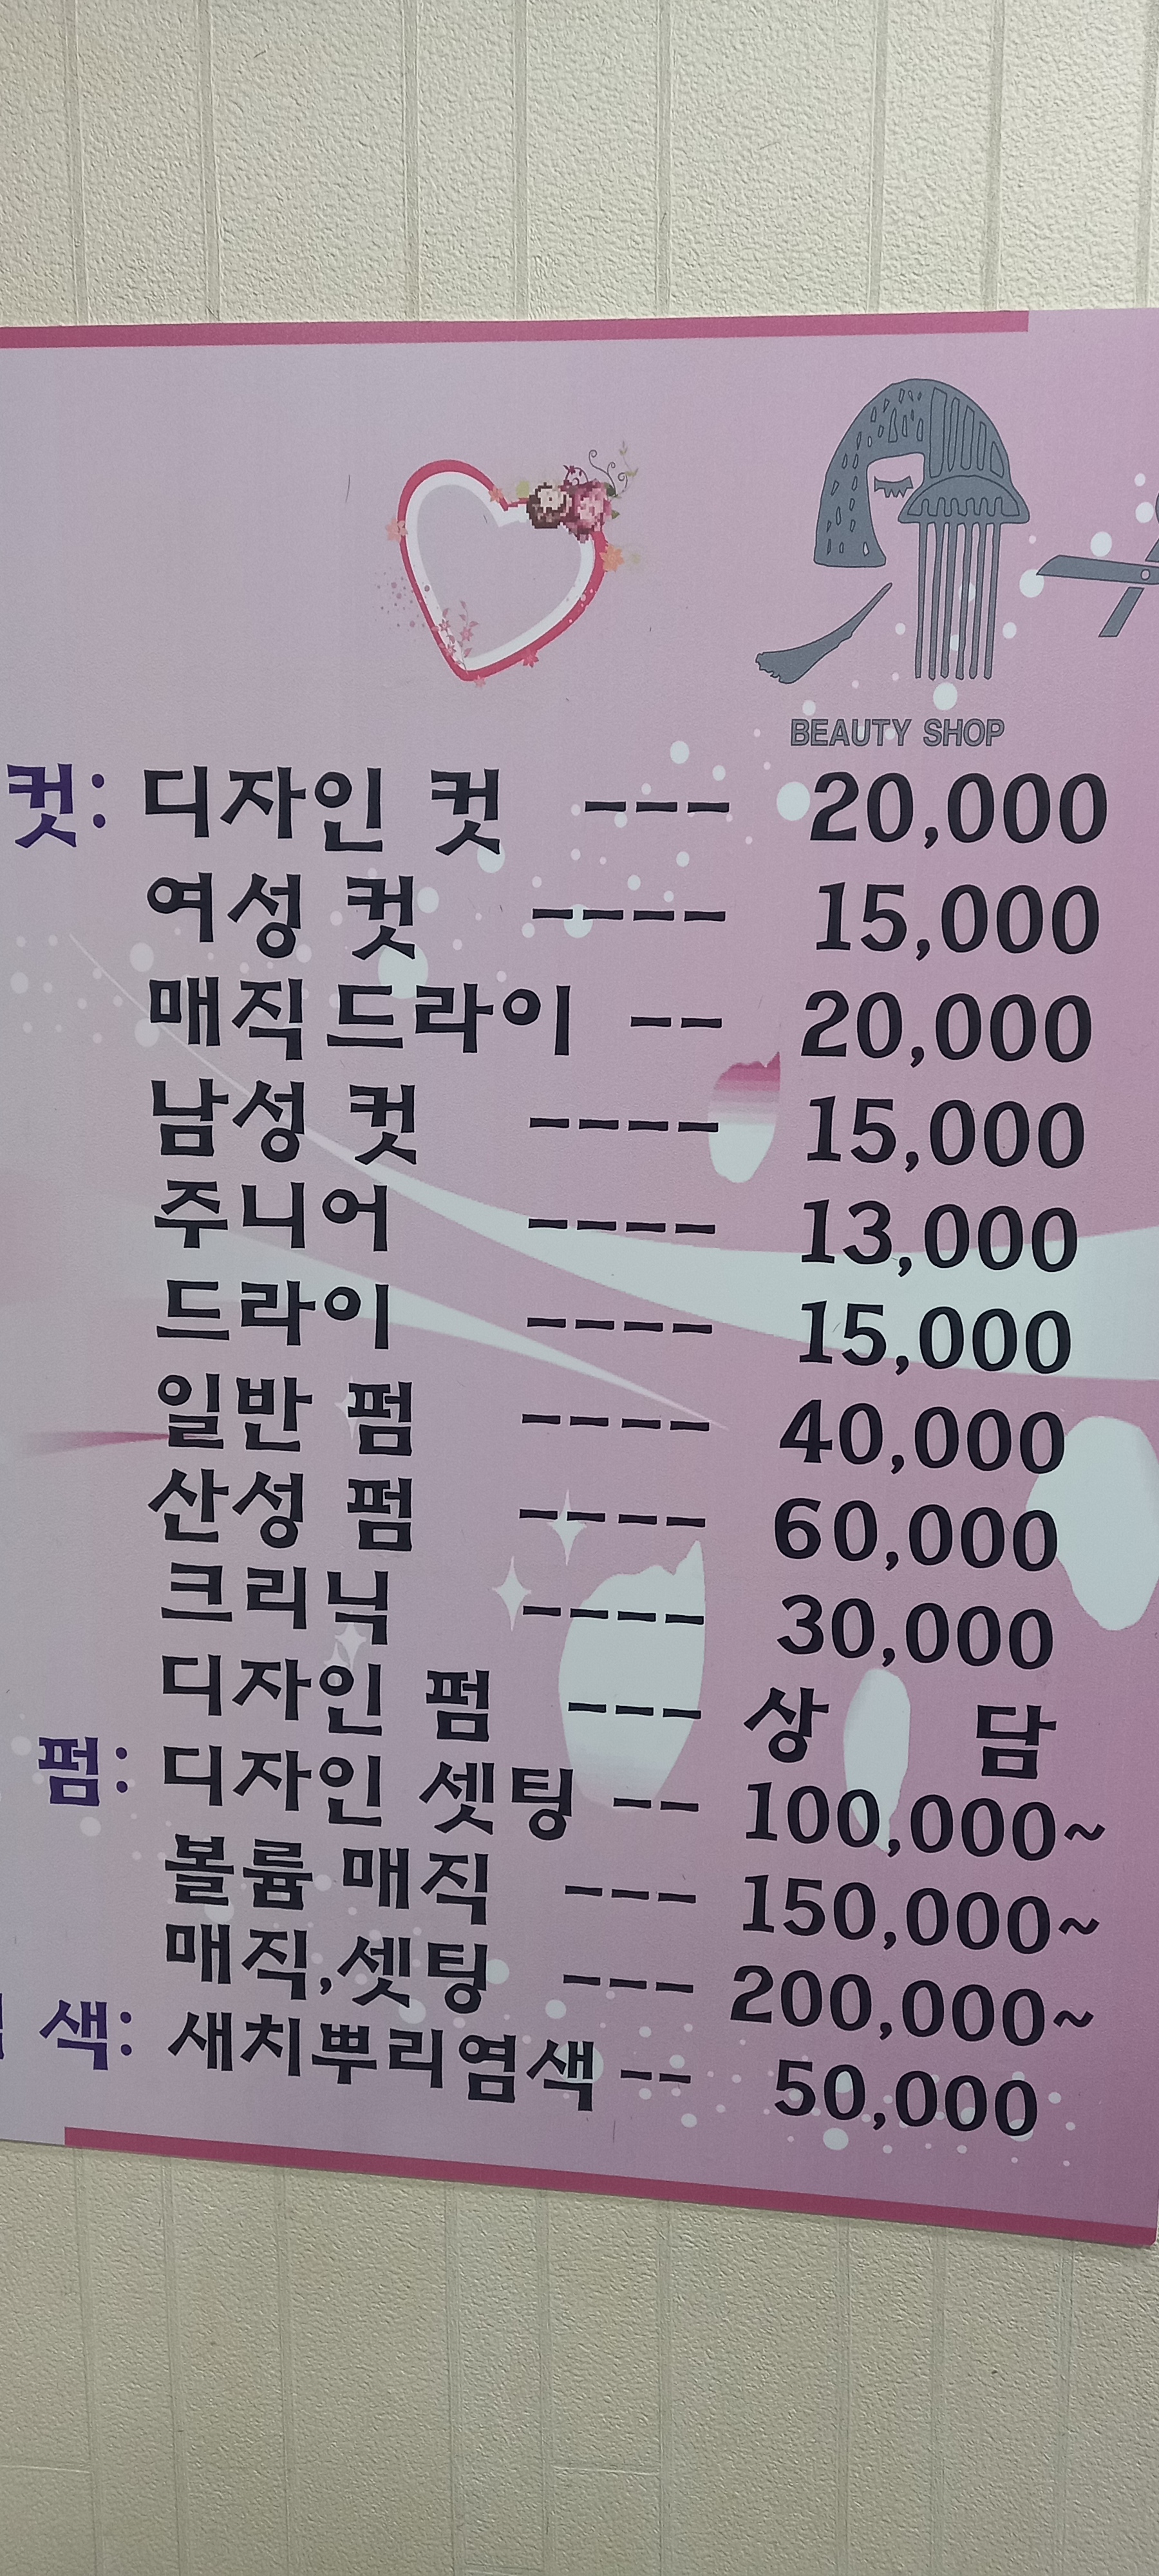 BEAUTY SHOP
컷: 디자인 컷 --- 20,000
여성 컷 ---- 15,000
매직드라이 -- 20,000
남성 컷 ---- 15,000
주니어 ---- 13,000
드라이 ---- 15,000
일반 펌 ---- 40,000
산성 펌 ---- 60,000
크리닉 ---- 30,000
디자인 펌 --- 상 담
펌: 디자인 셋팅 -- 100,000~
볼륨 매직 --- 150,000~
매직,셋팅 --- 200,000~
색: 새치뿌리염색 -- 50,000